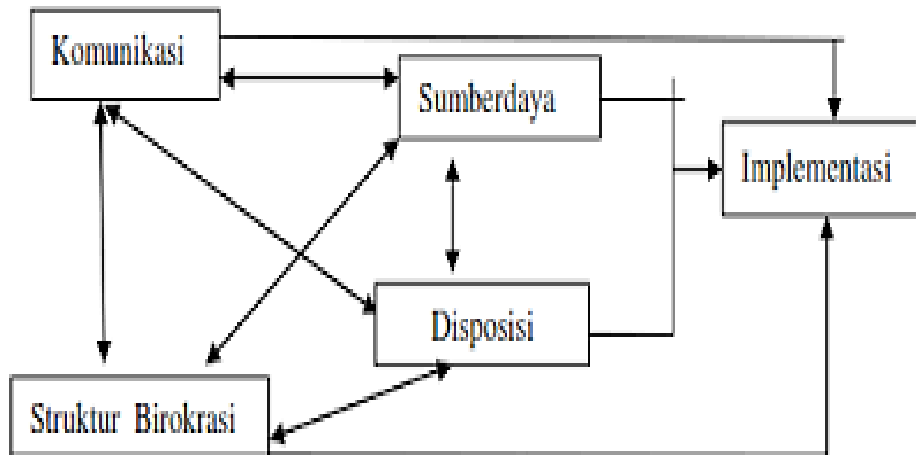 Komunikasi
Sumberdaya
Implementasi
Disposisi
Struktur Birokrasi